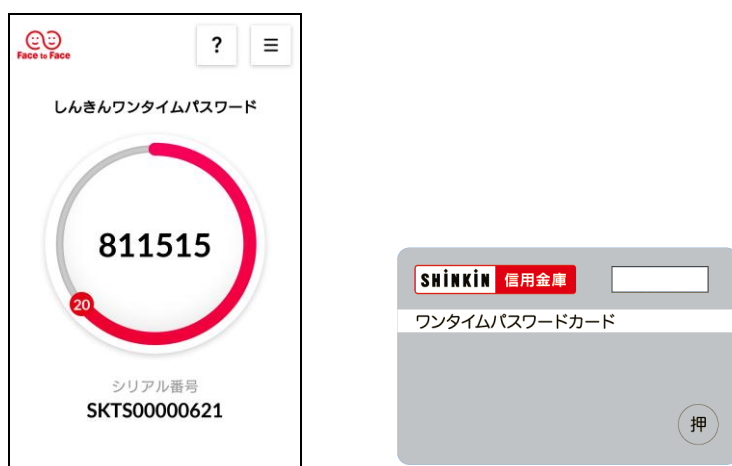 Face to Face
?
しんきんワンタイムパスワード
811515
20
シリアル番号
SKTS00000621
SHINKIN 信用金庫
ワンタイムパスワードカード
押